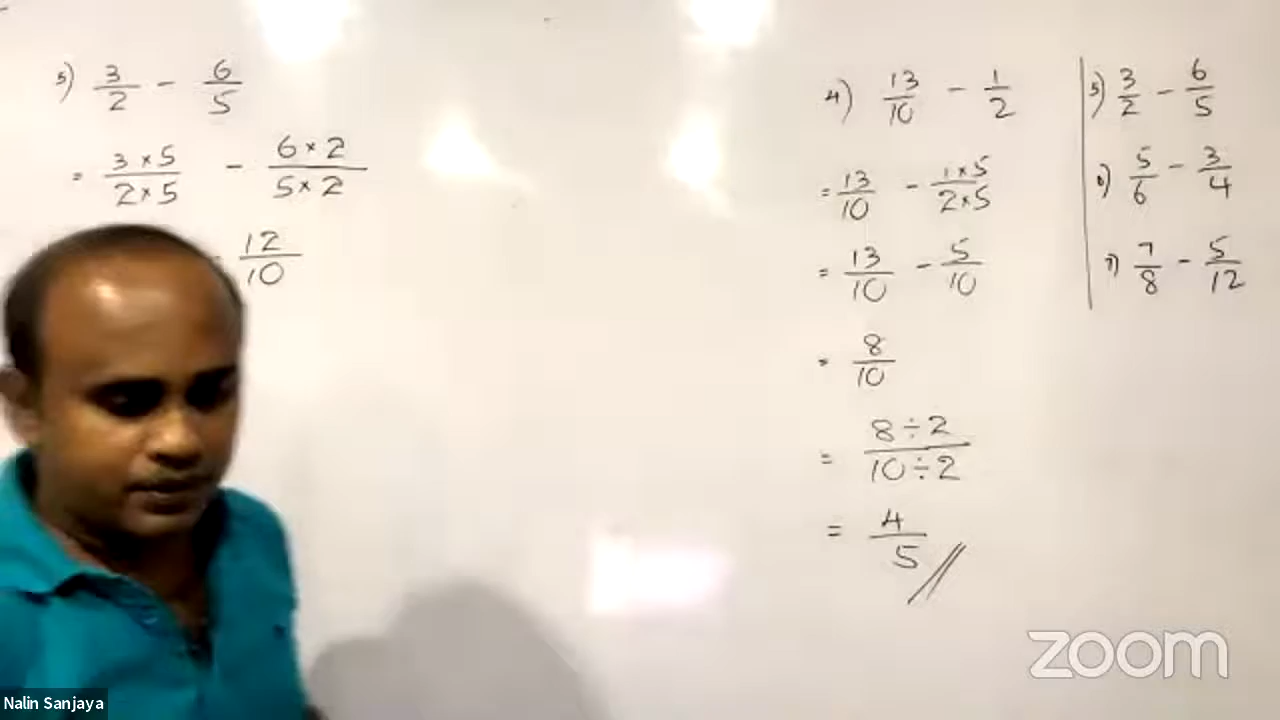 5) 3/2 - 6/5
= 3×5/2×5 - 6×2/5×2
- 12/10
4) 13/10 - 1/2
= 13/10 - 1×5/2×5
= 13/10 - 5/10
= 8/10
= 8÷2/10÷2
= 4/5 //
5) 3/2 - 6/5
6) 5/6 - 3/4
7) 7/8 - 5/12
zoom
Nalin Sanjaya